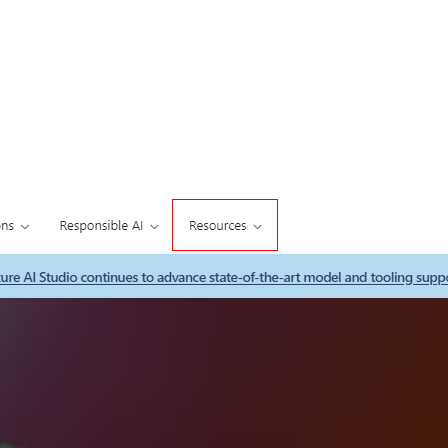 ns
Responsible AI
Resources
ure AI Studio continues to advance state-of-the-art model and tooling supp